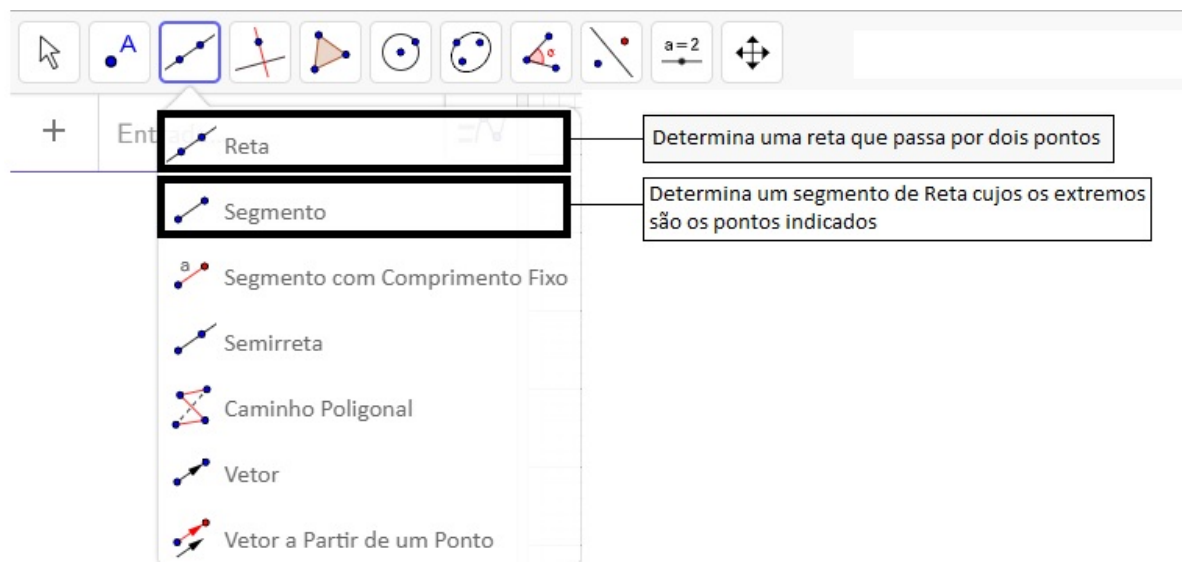 A
α
a=2
+
Ent
Reta
Determina uma reta que passa por dois pontos
Segmento
Determina um segmento de Reta cujos os extremos
são os pontos indicados
a
Segmento com Comprimento Fixo
Semirreta
Caminho Poligonal
Vetor
Vetor a Partir de um Ponto